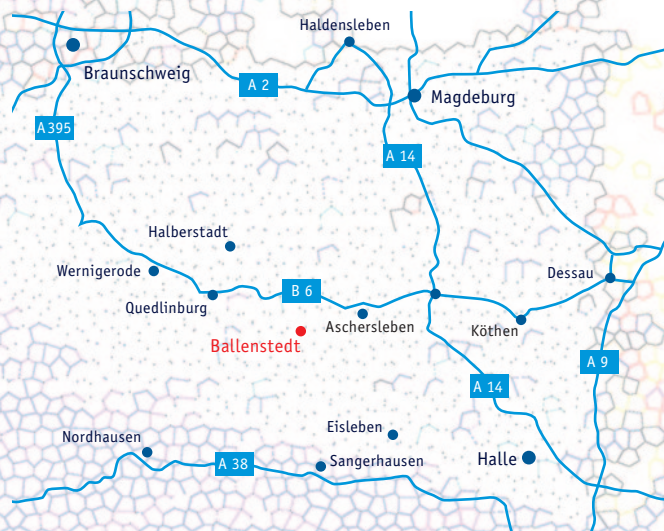 Haldensleben
Braunschweig
A 2
Magdeburg
A 395
A 14
Halberstadt
Wernigerode
Dessau
B 6
Quedlinburg
Aschersleben
Köthen
Ballenstedt
A 9
A 14
Eisleben
Nordhausen
Halle
A 38
Sangerhausen